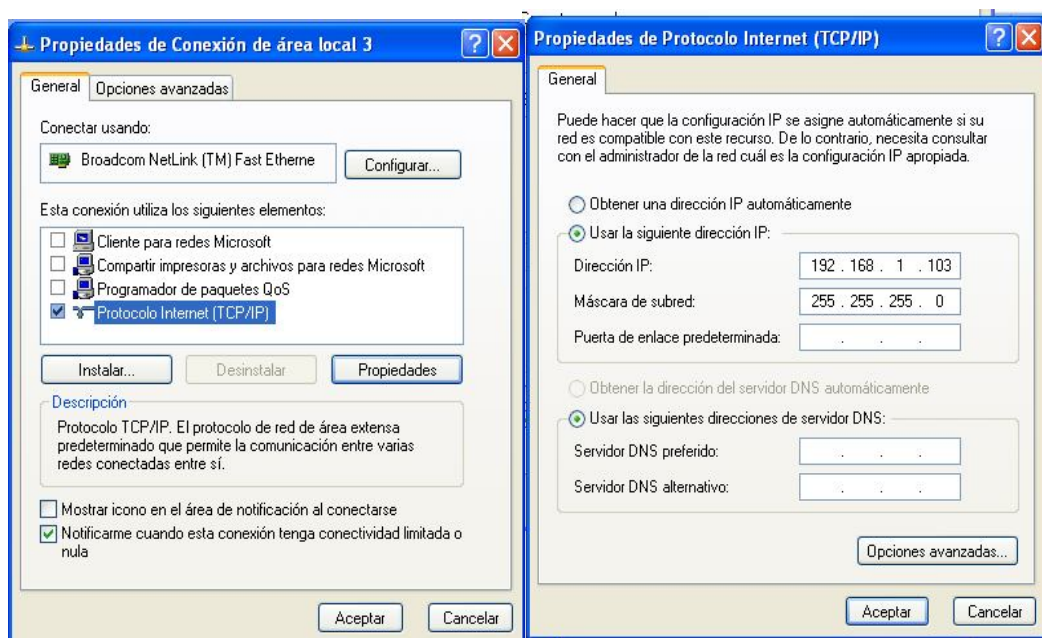 Propiedades de Conexión de área local 3
General
Opciones avanzadas
Conectar usando:
Broadcom NetLink (TM) Fast Etherne
Configurar...
Esta conexión utiliza los siguientes elementos:
Cliente para redes Microsoft
Compartir impresoras y archivos para redes Microsoft
Programador de paquetes QoS
Protocolo Internet (TCP/IP)
Instalar...
Desinstalar
Propiedades
Descripción
Protocolo TCP/IP. El protocolo de red de área extensa
predeterminado que permite la comunicación entre varias
redes conectadas entre sí.
Mostrar icono en el área de notificación al conectarse
Notificarme cuando esta conexión tenga conectividad limitada o
nula
Aceptar
Cancelar
Propiedades de Protocolo Internet (TCP/IP)
General
Puede hacer que la configuración IP se asigne automáticamente si su
red es compatible con este recurso. De lo contrario, necesita consultar
con el administrador de la red cuál es la configuración IP apropiada.
Obtener una dirección IP automáticamente
Usar la siguiente dirección IP:
Dirección IP: 192 . 168 . 1 . 103
Máscara de subred: 255 . 255 . 255 . 0
Puerta de enlace predeterminada: . . .
Obtener la dirección del servidor DNS automáticamente
Usar las siguientes direcciones de servidor DNS:
Servidor DNS preferido: . . .
Servidor DNS alternativo: . . .
Opciones avanzadas...
Aceptar
Cancelar